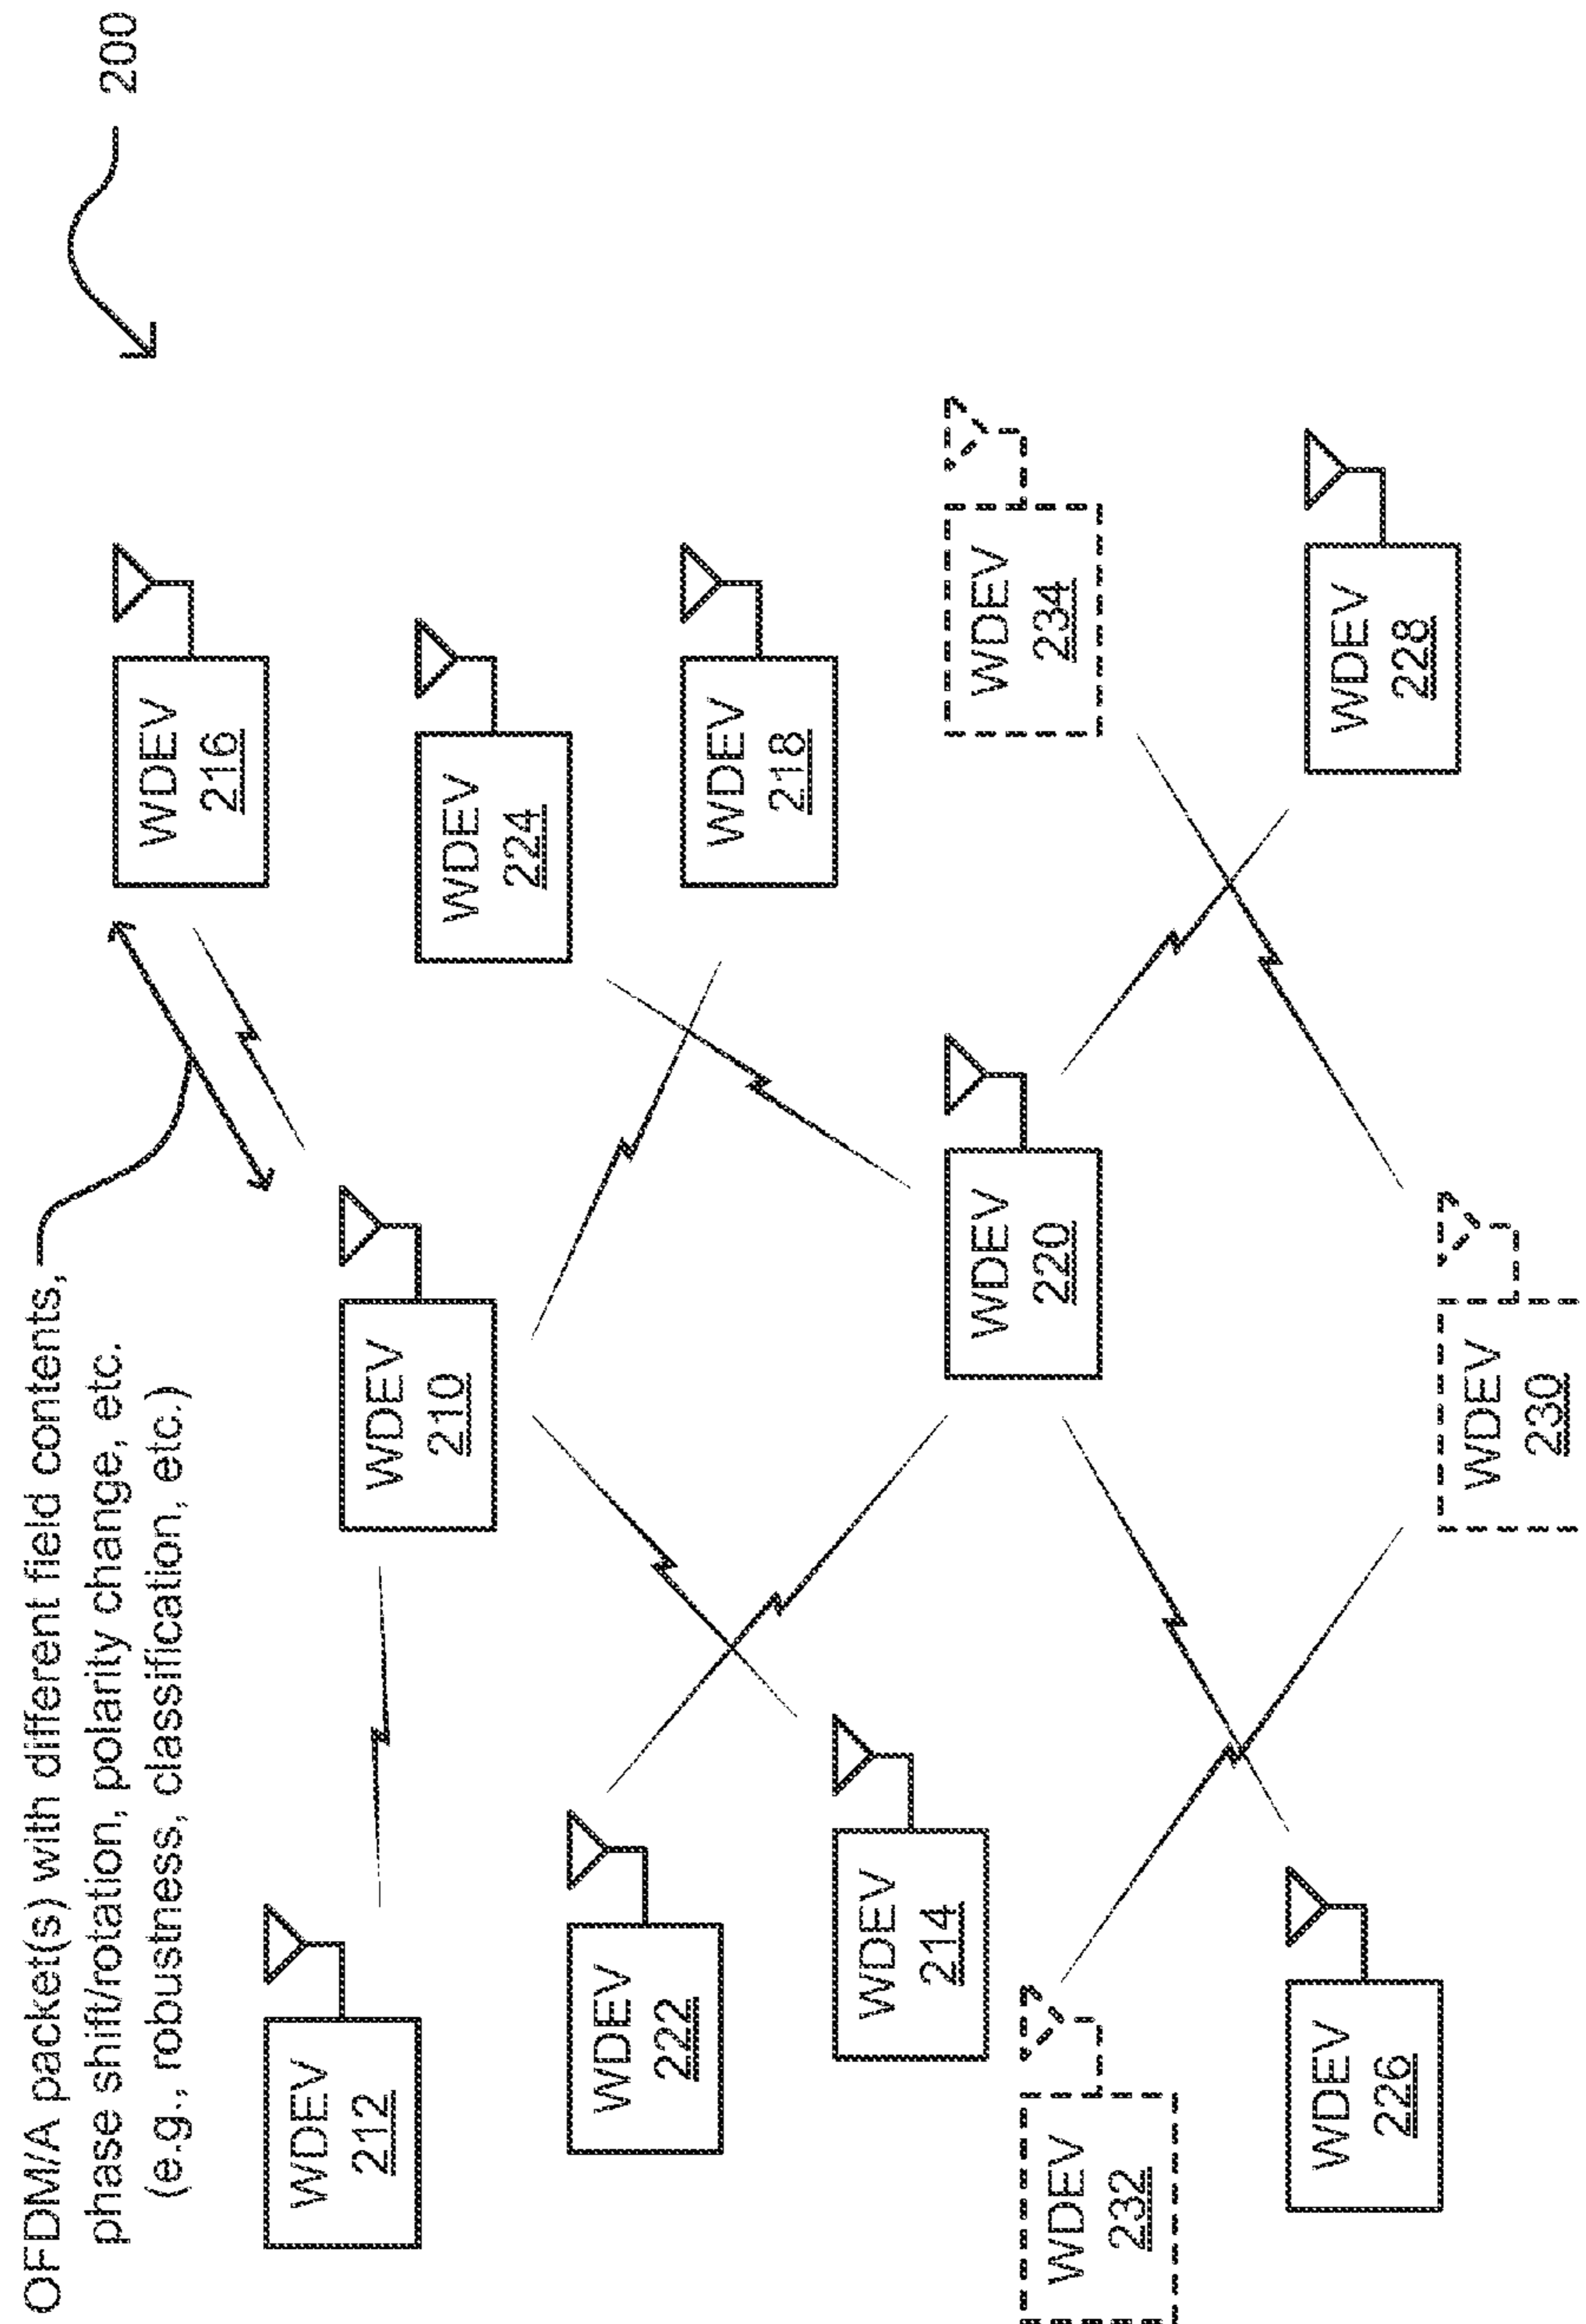 OFDM/A packet(s) with different field contents,
phase shift/rotation, polarity change, etc.
(e.g., robustness, classification, etc.)
200
WDEV
216
WDEV
212
WDEV
210
WDEV
224
WDEV
222
WDEV
218
WDEV
214
WDEV
220
WDEV
234
WDEV
232
WDEV
226
WDEV
228
WDEV
230